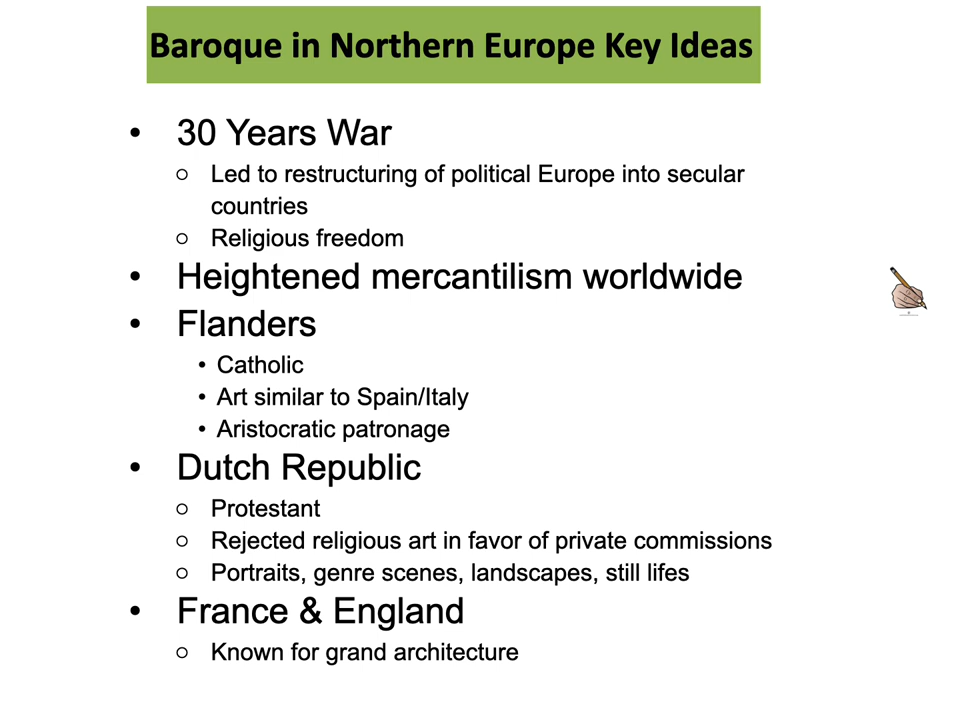 Baroque in Northern Europe Key Ideas
• 30 Years War
○ Led to restructuring of political Europe into secular
countries
○ Religious freedom
• Heightened mercantilism worldwide
• Flanders
• Catholic
• Art similar to Spain/Italy
• Aristocratic patronage
• Dutch Republic
○ Protestant
○ Rejected religious art in favor of private commissions
○ Portraits, genre scenes, landscapes, still lifes
• France & England
○ Known for grand architecture